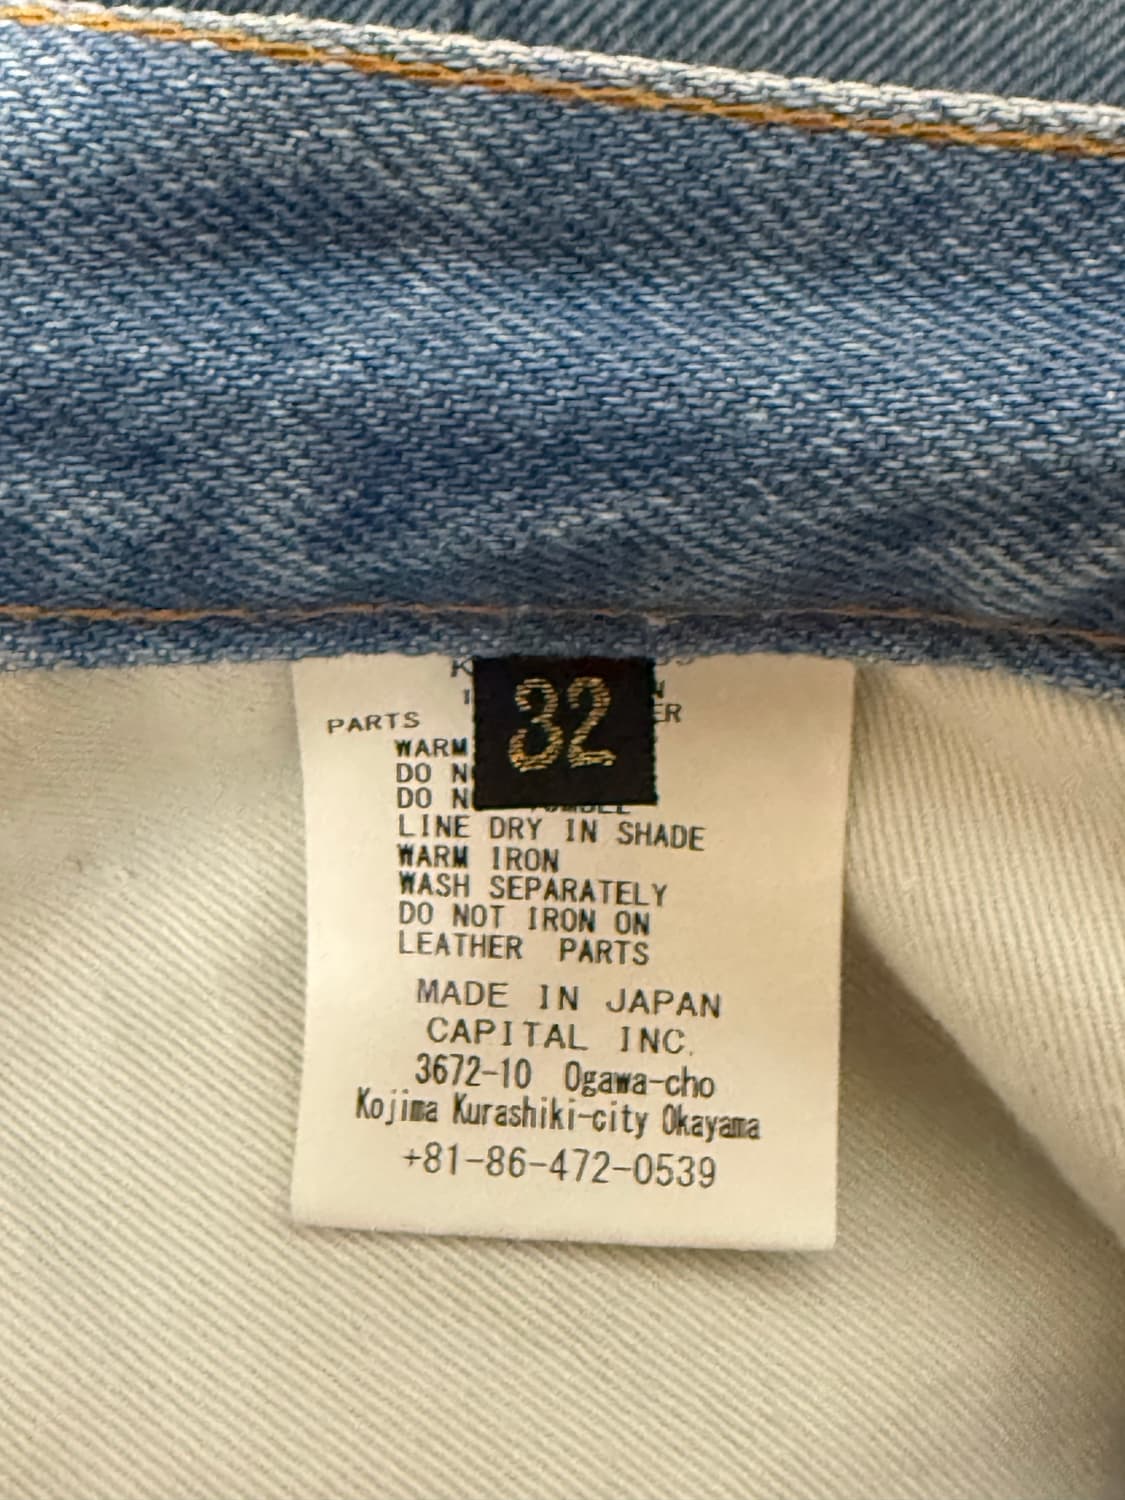 32
PARTS
WARM
DO
DO
LINE DRY IN SHADE
WARM IRON
WASH SEPARATELY
DO NOT IRON ON
LEATHER PARTS
MADE IN JAPAN
CAPITAL INC.
3672-10 Ogawa-cho
Kojima Kurashiki-city Okayama
+81-86-472-0539